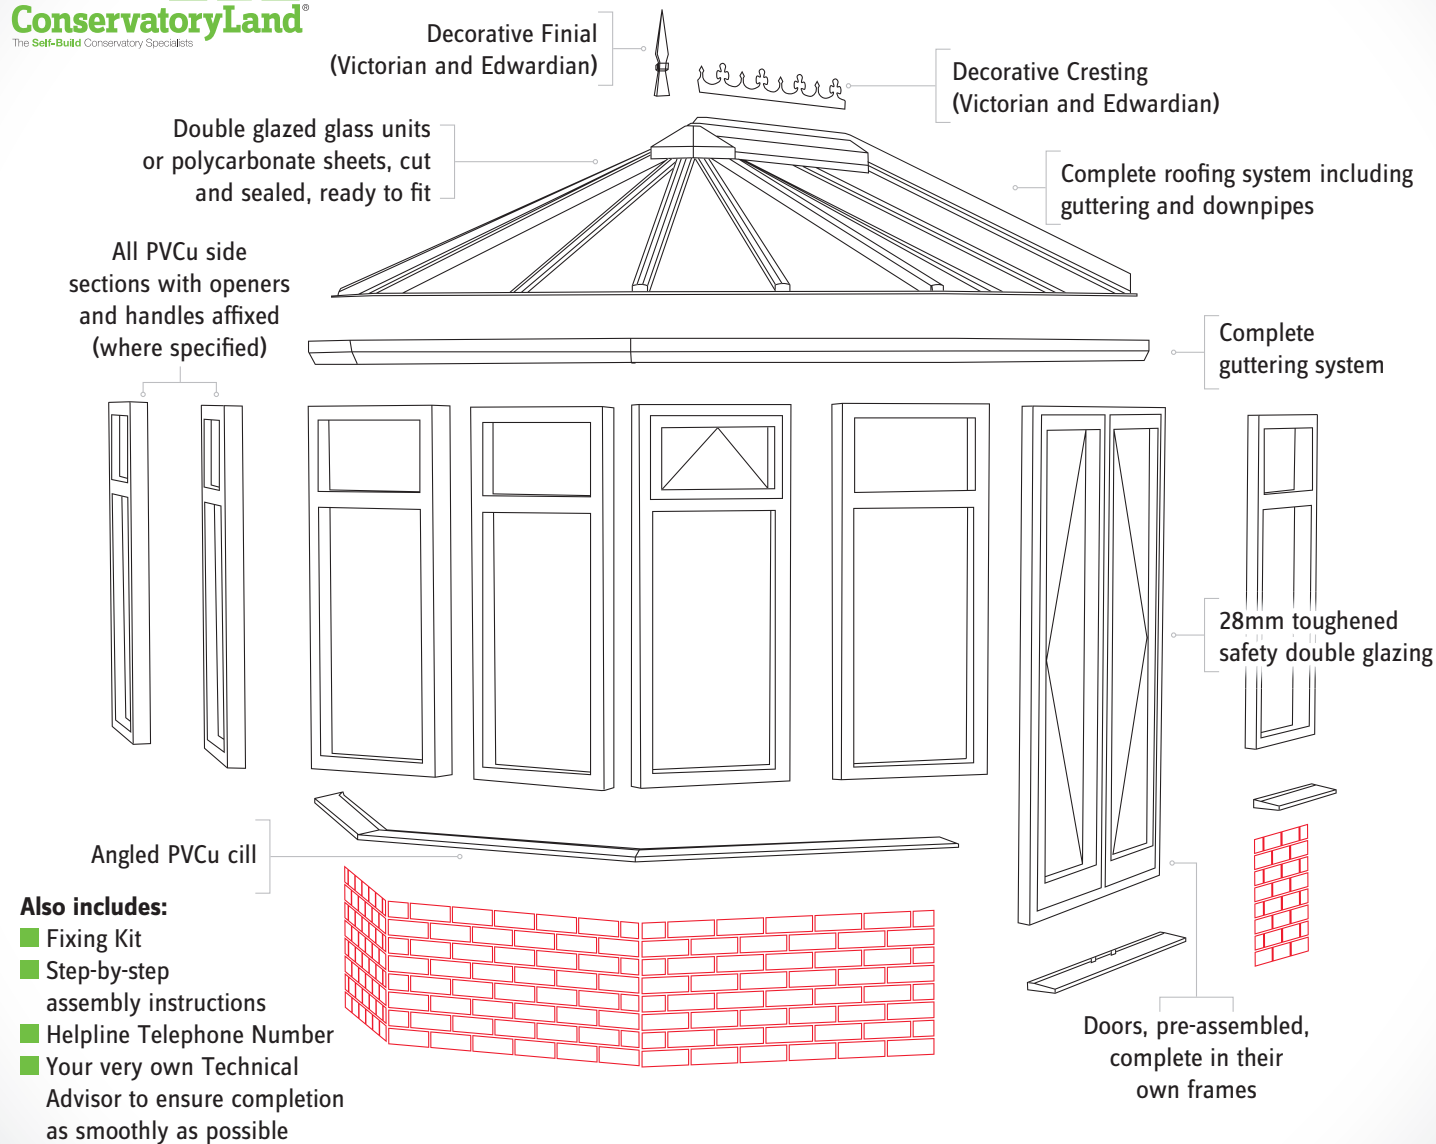 ConservatoryLand®
The Self-Build Conservatory Specialists
Decorative Finial
(Victorian and Edwardian)
Decorative Cresting
(Victorian and Edwardian)
Double glazed glass units
or polycarbonate sheets, cut
and sealed, ready to fit
Complete roofing system including
guttering and downpipes
All PVCu side
sections with openers
and handles affixed
(where specified)
Complete
guttering system
28mm toughened
safety double glazing
Angled PVCu cill
Also includes:
Fixing Kit
Step-by-step
assembly instructions
Helpline Telephone Number
Your very own Technical
Advisor to ensure completion
as smoothly as possible
Doors, pre-assembled,
complete in their
own frames